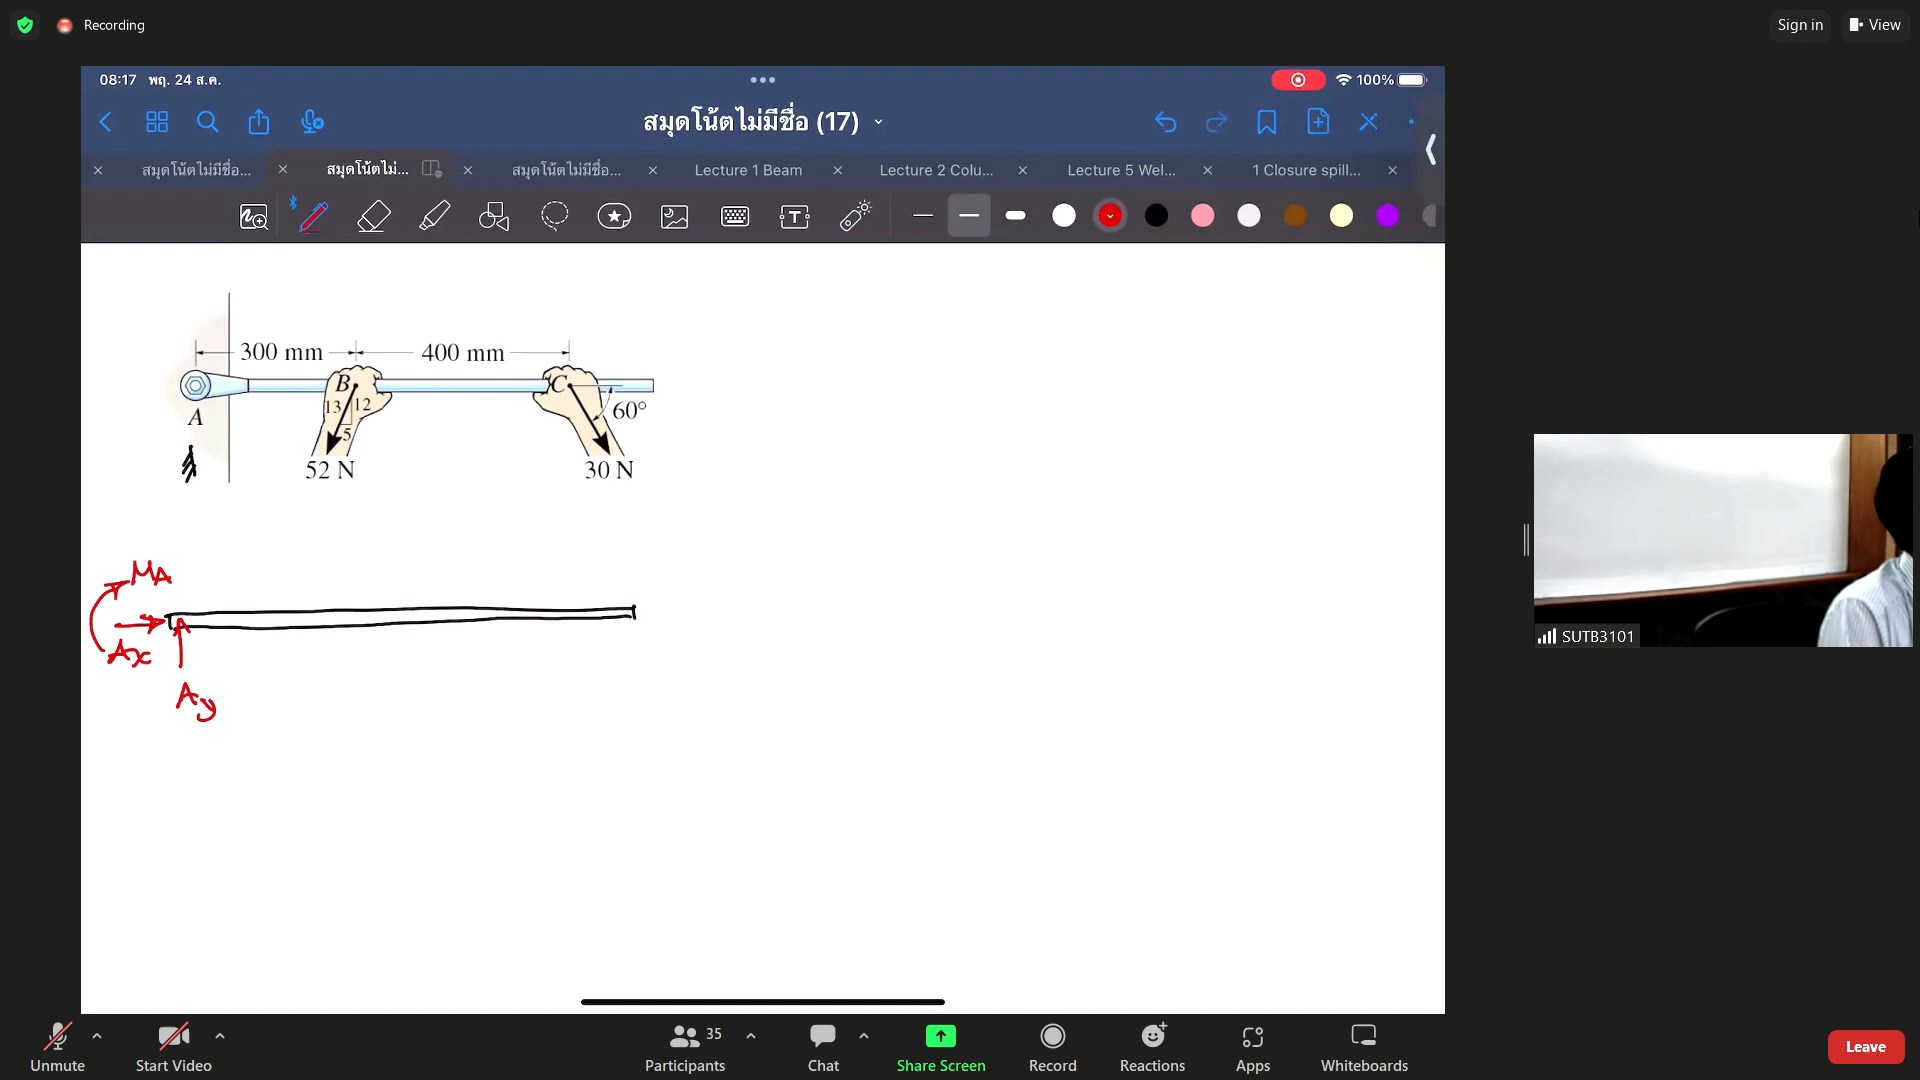 Recording
Sign in
View
08:17 พฤ. 24 ส.ค.
100%
สมุดโน้ตไม่มีชื่อ (17)
สมุดโน้ตไม่มีชื่อ...
สมุดโน้ตไม่...
สมุดโน้ตไม่มีชื่อ...
Lecture 1 Beam
Lecture 2 Colu...
Lecture 5 Wel...
1 Closure spill...
T
300 mm
400 mm
B
C
13
12
5
60°
A
52 N
30 N
MA
Ax
Ay
SUTB3101
Unmute
Start Video
35
Participants
Chat
Share Screen
Record
Reactions
Apps
Whiteboards
Leave